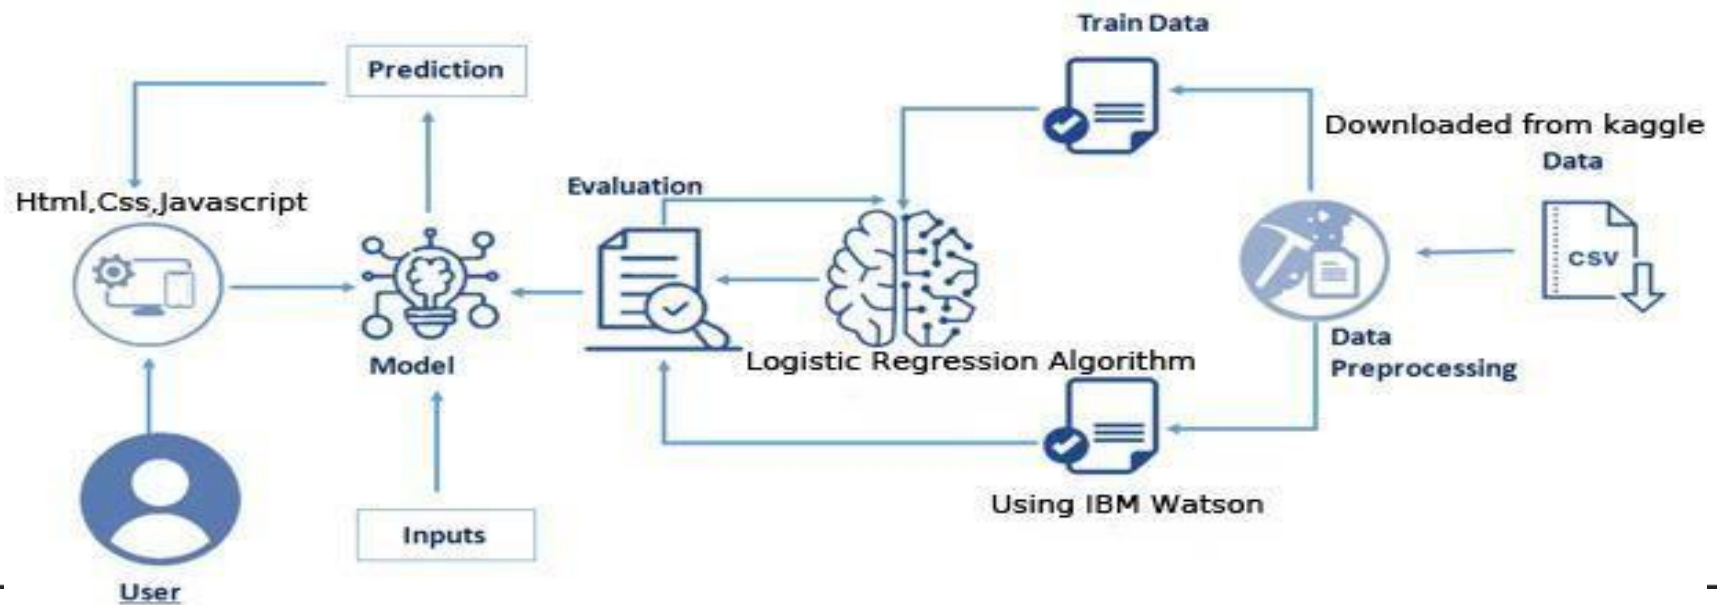 Train Data
Prediction
Downloaded from kaggle
Data
Evaluation
Html,Css,Javascript
CSV
Data
Preprocessing
Logistic Regression Algorithm
Model
Using IBM Watson
Inputs
User